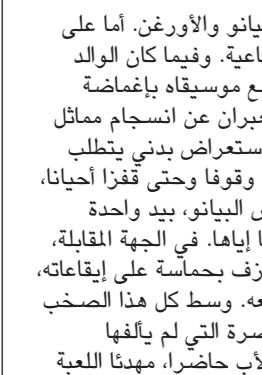 يانو والأورغن. أما على
اعية. وفيما كان الوالد
ع موسيقاه بإغماضة
عبران عن انسجام مماثل
ستعراض بدني يتطلب
وقوفا وحتى قفزا أحيانا،
البيانو، بيد واحدة
ا إياها. في الجهة المقابلة،
زف بحماسة على إيقاعاته،
عه. وسط كل هذا الصخب
صرة التي لم يألفها
لأب حاضرا، مهدئا اللعبة